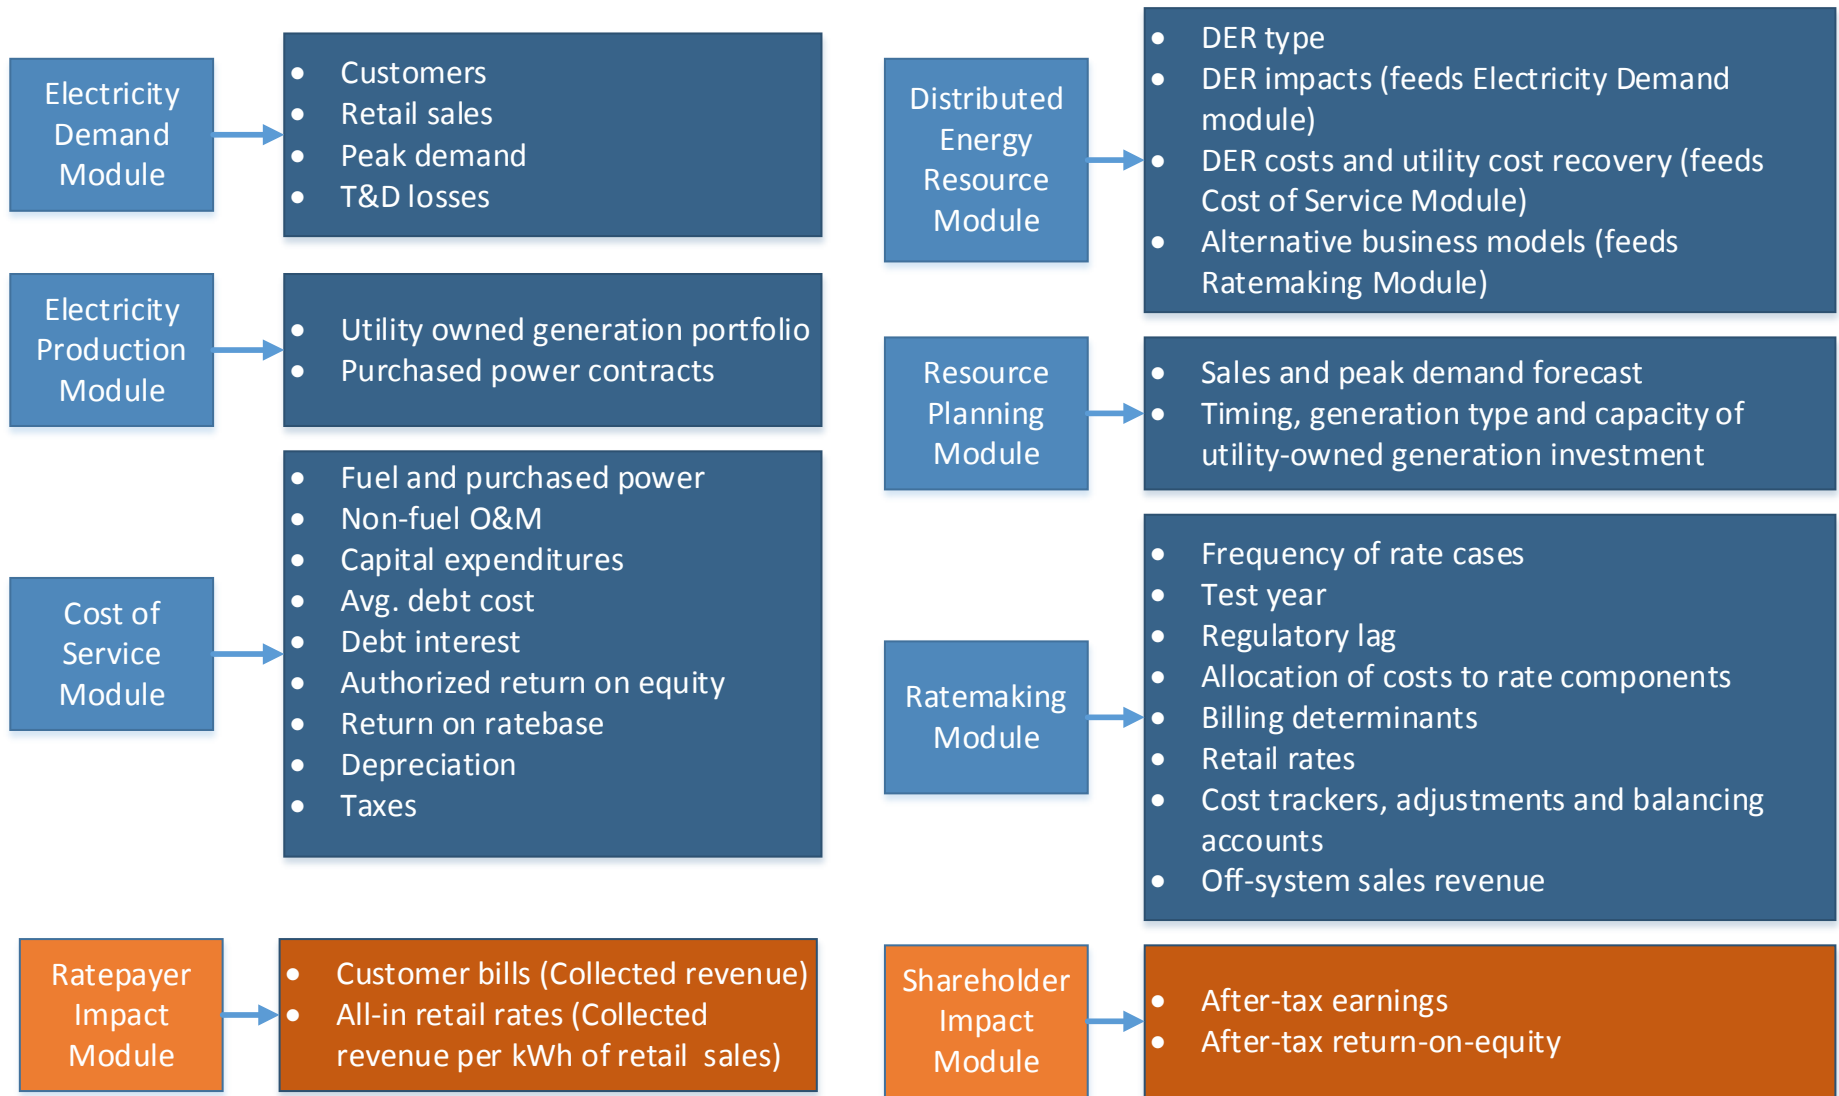 Electricity
Demand
Module
• Customers
• Retail sales
• Peak demand
• T&D losses
Electricity
Production
Module
• Utility owned generation portfolio
• Purchased power contracts
Cost of
Service
Module
• Fuel and purchased power
• Non-fuel O&M
• Capital expenditures
• Avg. debt cost
• Debt interest
• Authorized return on equity
• Return on ratebase
• Depreciation
• Taxes
Ratepayer
Impact
Module
• Customer bills (Collected revenue)
• All-in retail rates (Collected
revenue per kWh of retail sales)
Distributed
Energy
Resource
Module
• DER type
• DER impacts (feeds Electricity Demand
module)
• DER costs and utility cost recovery (feeds
Cost of Service Module)
• Alternative business models (feeds
Ratemaking Module)
Resource
Planning
Module
• Sales and peak demand forecast
• Timing, generation type and capacity of
utility-owned generation investment
Ratemaking
Module
• Frequency of rate cases
• Test year
• Regulatory lag
• Allocation of costs to rate components
• Billing determinants
• Retail rates
• Cost trackers, adjustments and balancing
accounts
• Off-system sales revenue
Shareholder
Impact
Module
• After-tax earnings
• After-tax return-on-equity